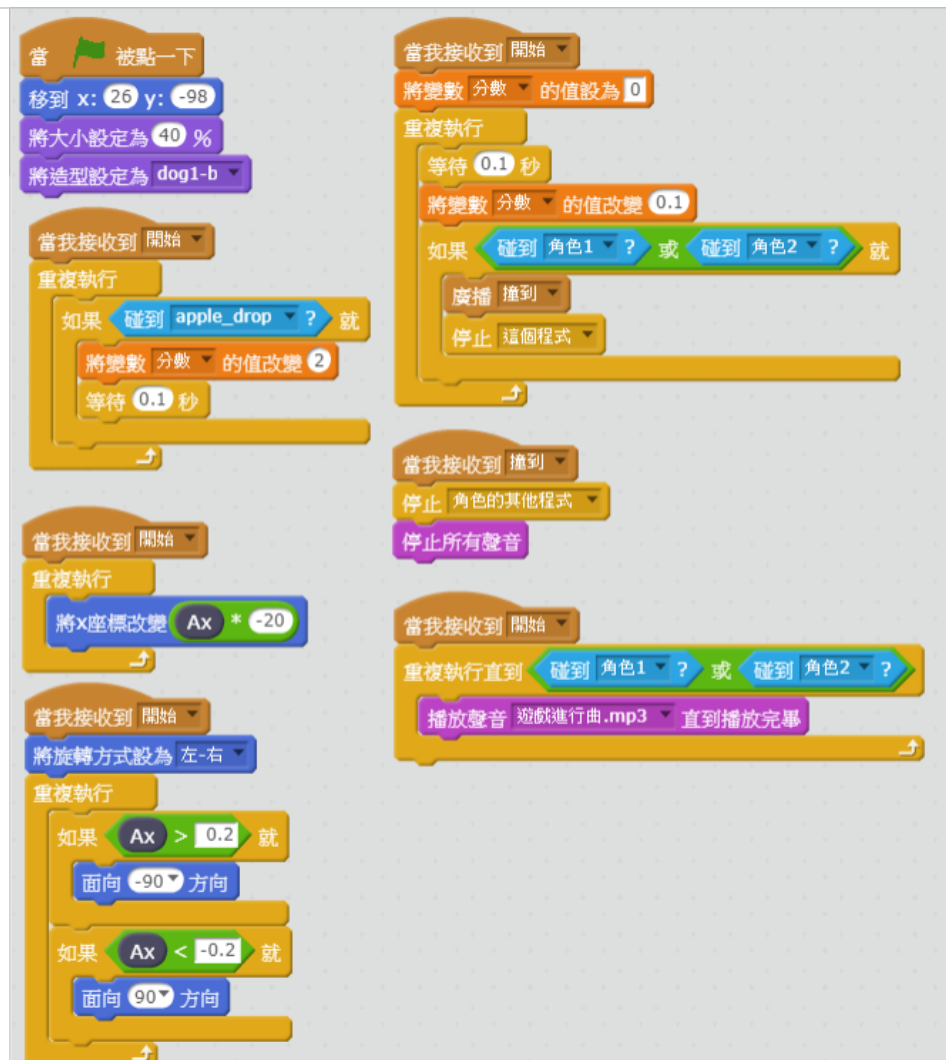 當 被點一下
移到 x: 26 y: -98
將大小設定為 40 %
將造型設定為 dog1-b
當我接收到 開始
重複執行
如果 碰到 apple_drop ? 就
將變數 分數 的值改變 2
等待 0.1 秒
當我接收到 開始
重複執行
將x座標改變 Ax * -20
當我接收到 開始
將旋轉方式設為 左-右
重複執行
如果 Ax > 0.2 就
面向 -90 方向
如果 Ax < -0.2 就
面向 90 方向
當我接收到 開始
將變數 分數 的值設為 0
重複執行
等待 0.1 秒
將變數 分數 的值改變 0.1
如果 碰到 角色1 ? 或 碰到 角色2 ? 就
廣播 撞到
停止 這個程式
當我接收到 撞到
停止 角色的其他程式
停止所有聲音
當我接收到 開始
重複執行直到 碰到 角色1 ? 或 碰到 角色2 ?
播放聲音 遊戲進行曲.mp3 直到播放完畢